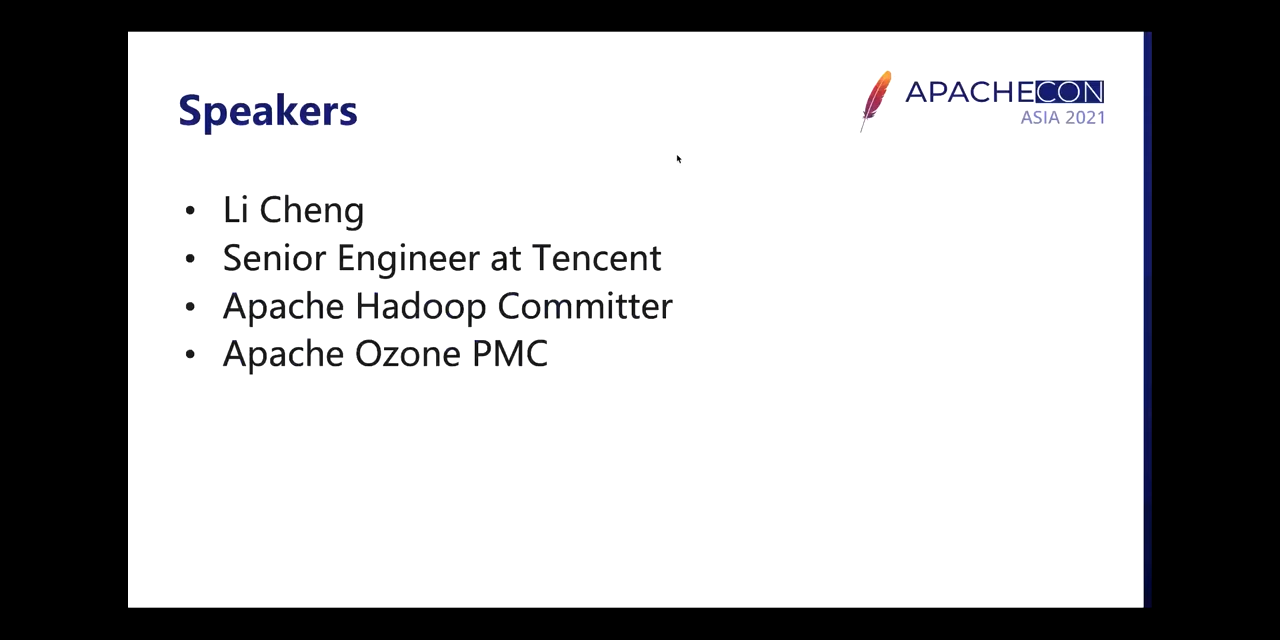 Speakers
APACHECON
ASIA 2021
• Li Cheng
• Senior Engineer at Tencent
• Apache Hadoop Committer
• Apache Ozone PMC